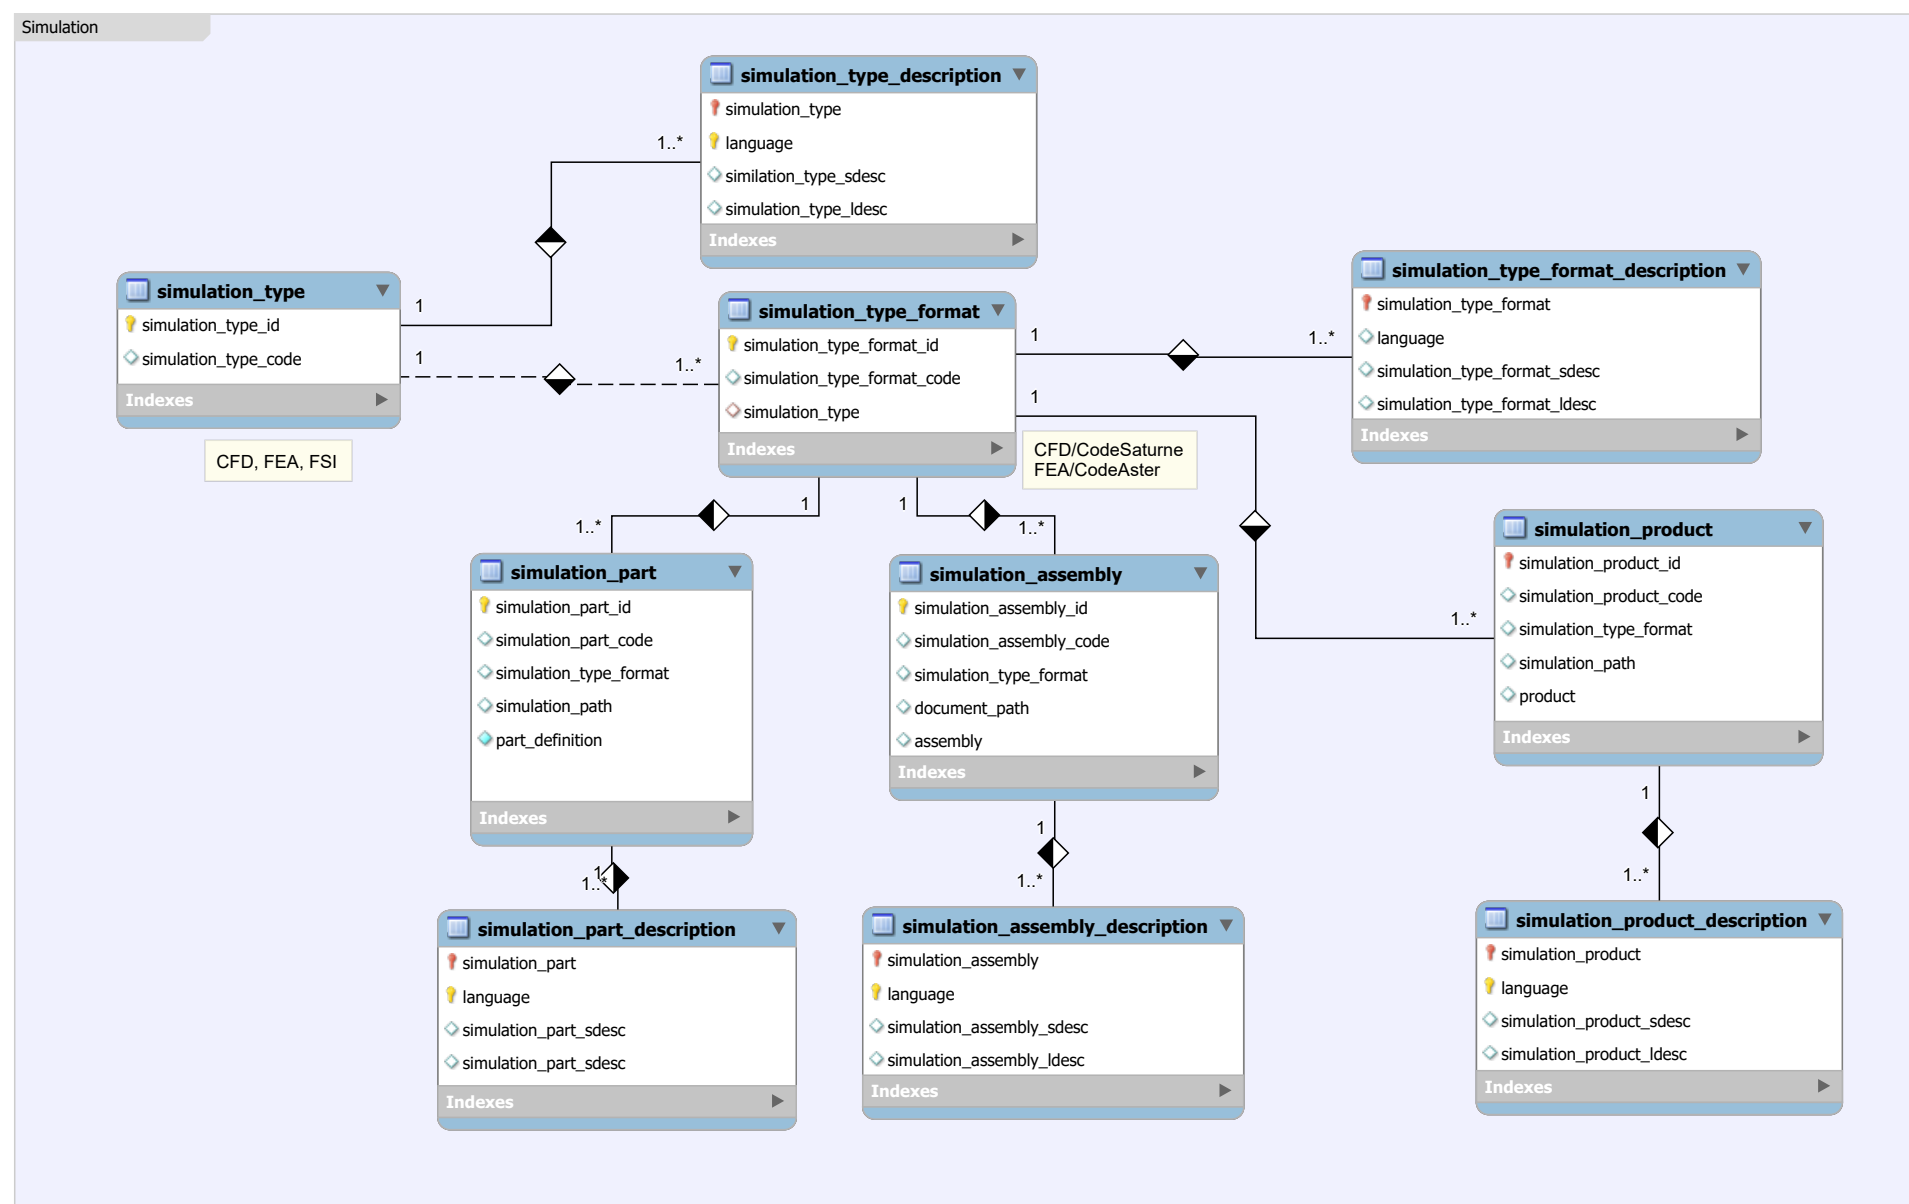 Simulation
simulation_type_description
simulation_type
language
similation_type_sdesc
simulation_type_ldesc
Indexes
1..*
simulation_type
simulation_type_id
simulation_type_code
Indexes
1
1
CFD, FEA, FSI
1..*
simulation_type_format
simulation_type_format_id
simulation_type_format_code
simulation_type
Indexes
1
1
CFD/CodeSaturne
FEA/CodeAster
1..*
simulation_type_format_description
simulation_type_format
language
simulation_type_format_sdesc
simulation_type_format_ldesc
Indexes
1
1..*
1
1..*
simulation_part
simulation_part_id
simulation_part_code
simulation_type_format
simulation_path
part_definition
Indexes
simulation_assembly
simulation_assembly_id
simulation_assembly_code
simulation_type_format
document_path
assembly
Indexes
1..*
simulation_product
simulation_product_id
simulation_product_code
simulation_type_format
simulation_path
product
Indexes
1
1..*
1
1..*
1
1..*
simulation_part_description
simulation_part
language
simulation_part_sdesc
simulation_part_sdesc
Indexes
simulation_assembly_description
simulation_assembly
language
simulation_assembly_sdesc
simulation_assembly_ldesc
Indexes
simulation_product_description
simulation_product
language
simulation_product_sdesc
simulation_product_ldesc
Indexes